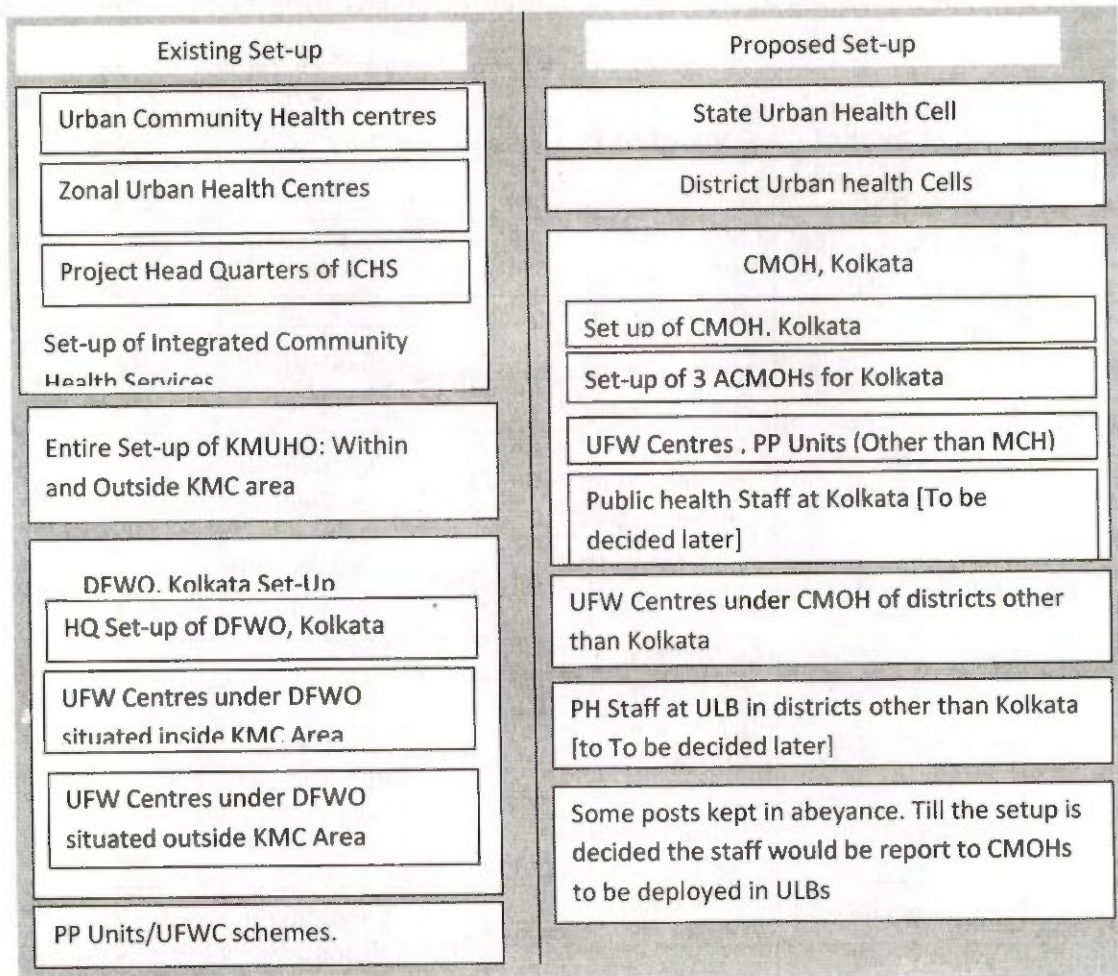 Existing Set-up
Urban Community Health centres
Zonal Urban Health Centres
Project Head Quarters of ICHS
Set-up of Integrated Community
Health Services
Entire Set-up of KMUHO: Within
and Outside KMC area
DFWO, Kolkata Set-Up
HQ Set-up of DFWO, Kolkata
UFW Centres under DFWO
situated inside KMC Area
UFW Centres under DFWO
situated outside KMC Area
PP Units/UFWC schemes.
Proposed Set-up
State Urban Health Cell
District Urban health Cells
CMOH, Kolkata
Set up of CMOH. Kolkata
Set-up of 3 ACMOHs for Kolkata
UFW Centres , PP Units (Other than MCH)
Public health Staff at Kolkata [To be
decided later]
UFW Centres under CMOH of districts other
than Kolkata
PH Staff at ULB in districts other than Kolkata
[to To be decided later]
Some posts kept in abeyance. Till the setup is
decided the staff would be report to CMOHs
to be deployed in ULBs